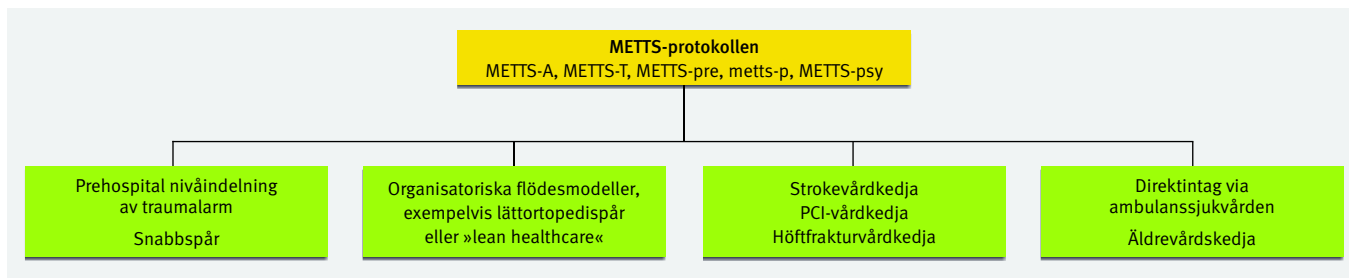 METTS-protokollen
METTS-A, METTS-T, METTS-pre, metts-p, METTS-psy
Prehospital nivåindelning
av traumalarm
Snabbspår
Organisatoriska flödesmodeller,
exempelvis lättortopedispår
eller »lean healthcare«
Strokevårdkedja
PCI-vårdkedja
Höftfrakturvårdkedja
Direktintag via
ambulanssjukvården
Äldrevårdskedja